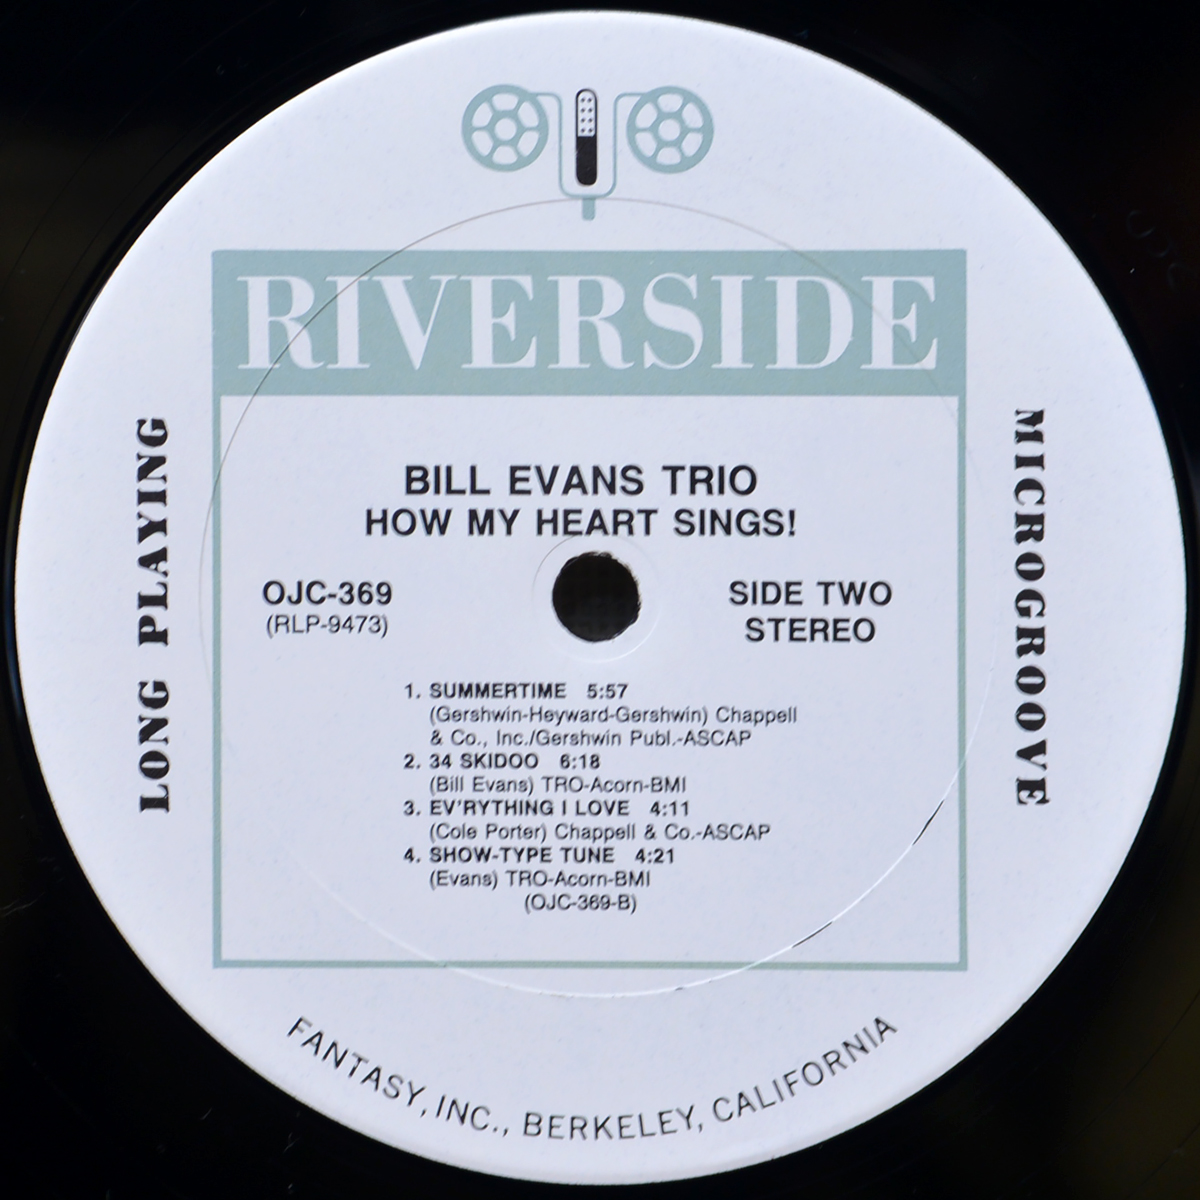 RIVERSIDE
LONG PLAYING
MICROGROOVE
BILL EVANS TRIO
HOW MY HEART SINGS!
OJC-369
(RLP-9473)
SIDE TWO
STEREO
1. SUMMERTIME 5:57
(Gershwin-Heyward-Gershwin) Chappell
& Co., Inc./Gershwin Publ.-ASCAP
2. 34 SKIDOO 6:18
(Bill Evans) TRO-Acorn-BMI
3. EV'RYTHING I LOVE 4:11
(Cole Porter) Chappell & Co.-ASCAP
4. SHOW-TYPE TUNE 4:21
(Evans) TRO-Acorn-BMI
(OJC-369-B)
FANTASY, INC., BERKELEY, CALIFORNIA